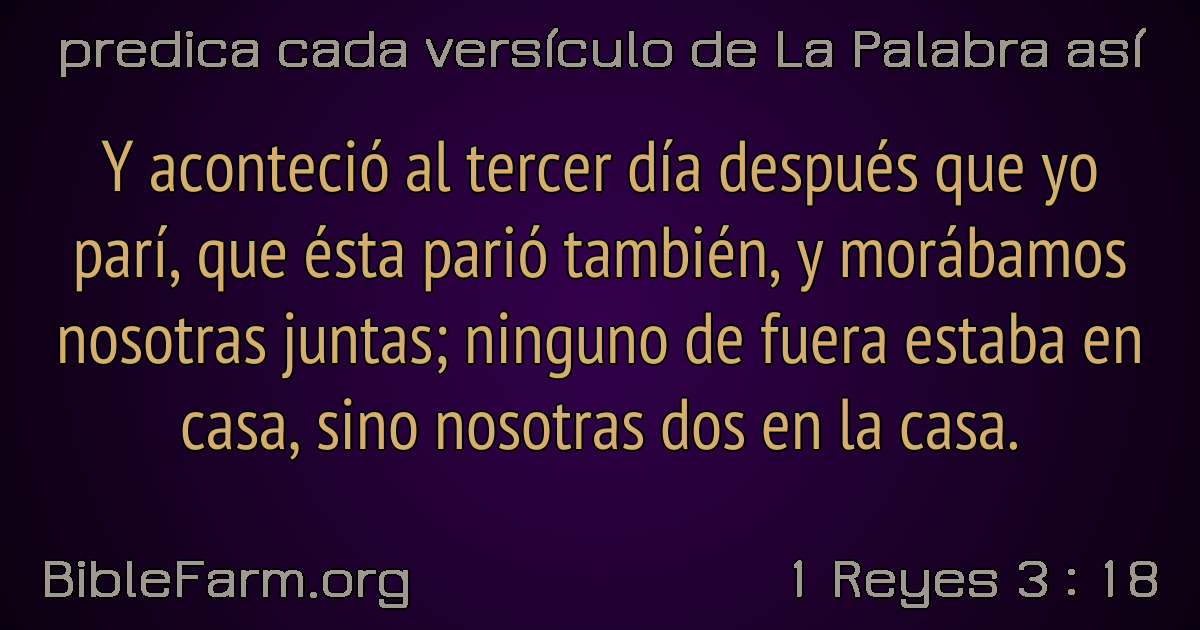 predica cada versículo de La Palabra así
Y aconteció al tercer día después que yo
parí, que ésta parió también, y morábamos
nosotras juntas; ninguno de fuera estaba en
casa, sino nosotras dos en la casa.
BibleFarm.org
1 Reyes 3 : 18